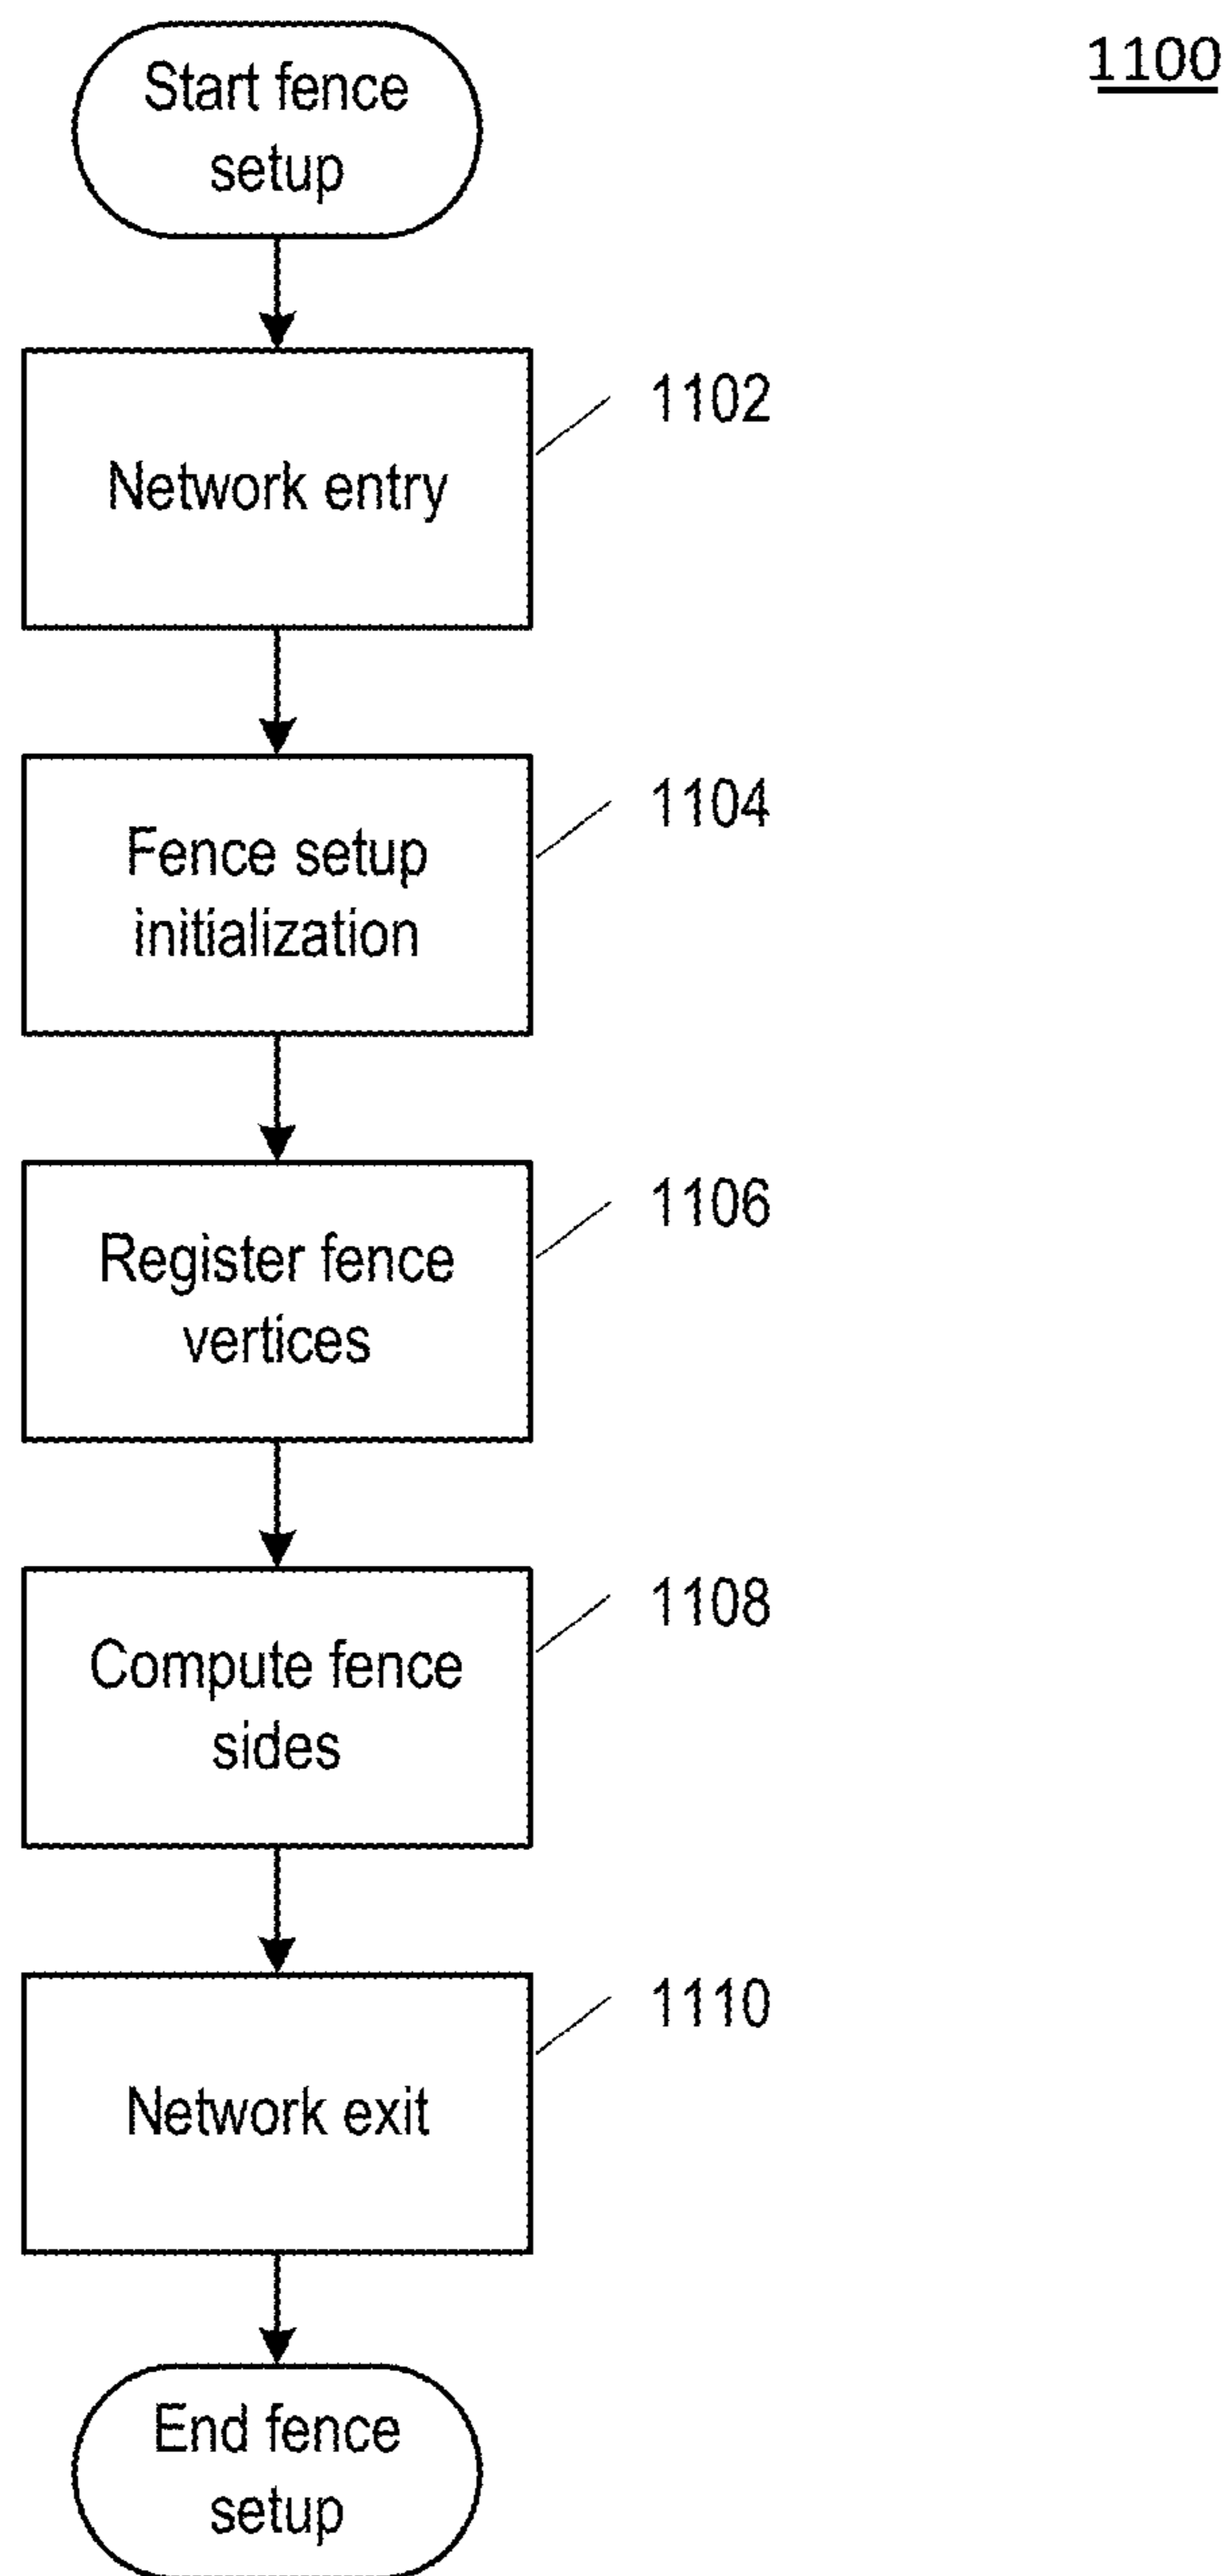 1100
Start fence
setup
1102
Network entry
1104
Fence setup
initialization
1106
Register fence
vertices
1108
Compute fence
sides
1110
Network exit
End fence
setup